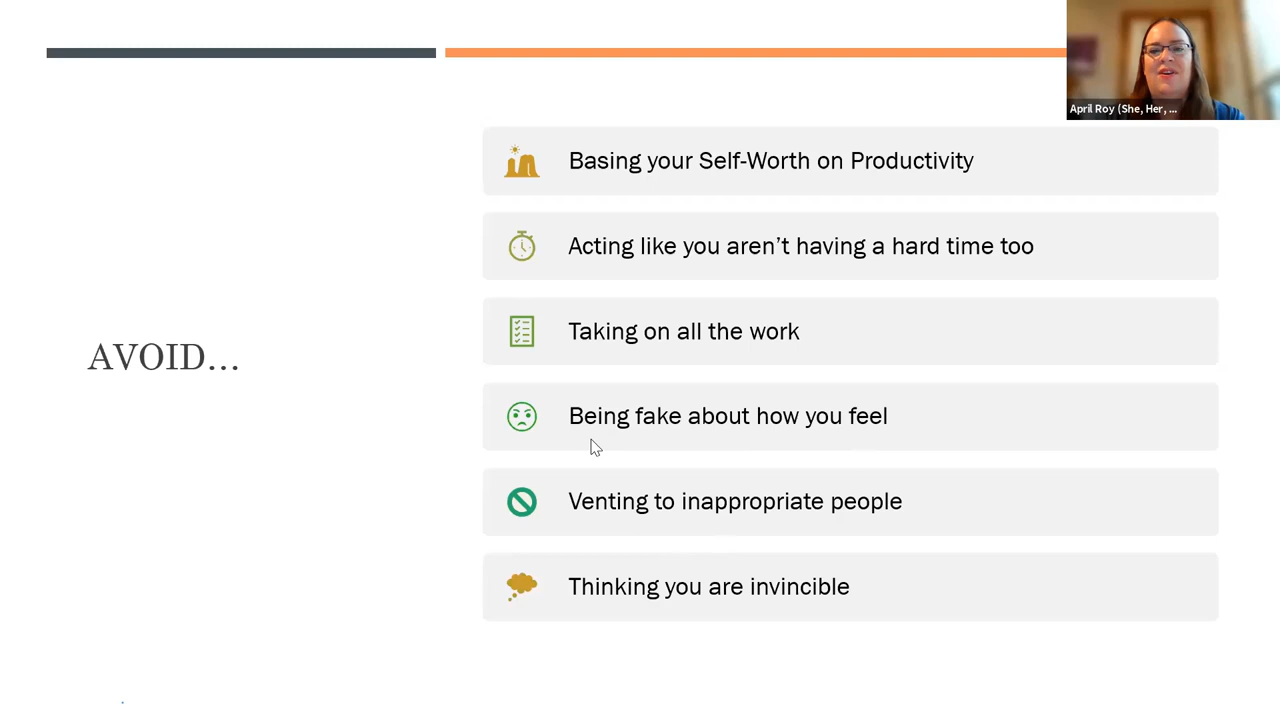 April Roy (She, Her, ...
Basing your Self-Worth on Productivity
Acting like you aren’t having a hard time too
Taking on all the work
AVOID…
Being fake about how you feel
Venting to inappropriate people
Thinking you are invincible